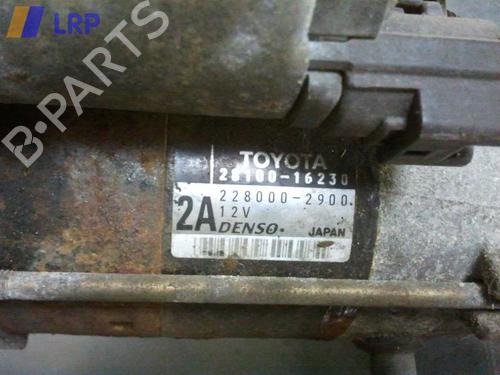 LRP
B-PARTS
TOYOTA
28100-16230
2A
228000-2900
12V
DENSO. JAPAN